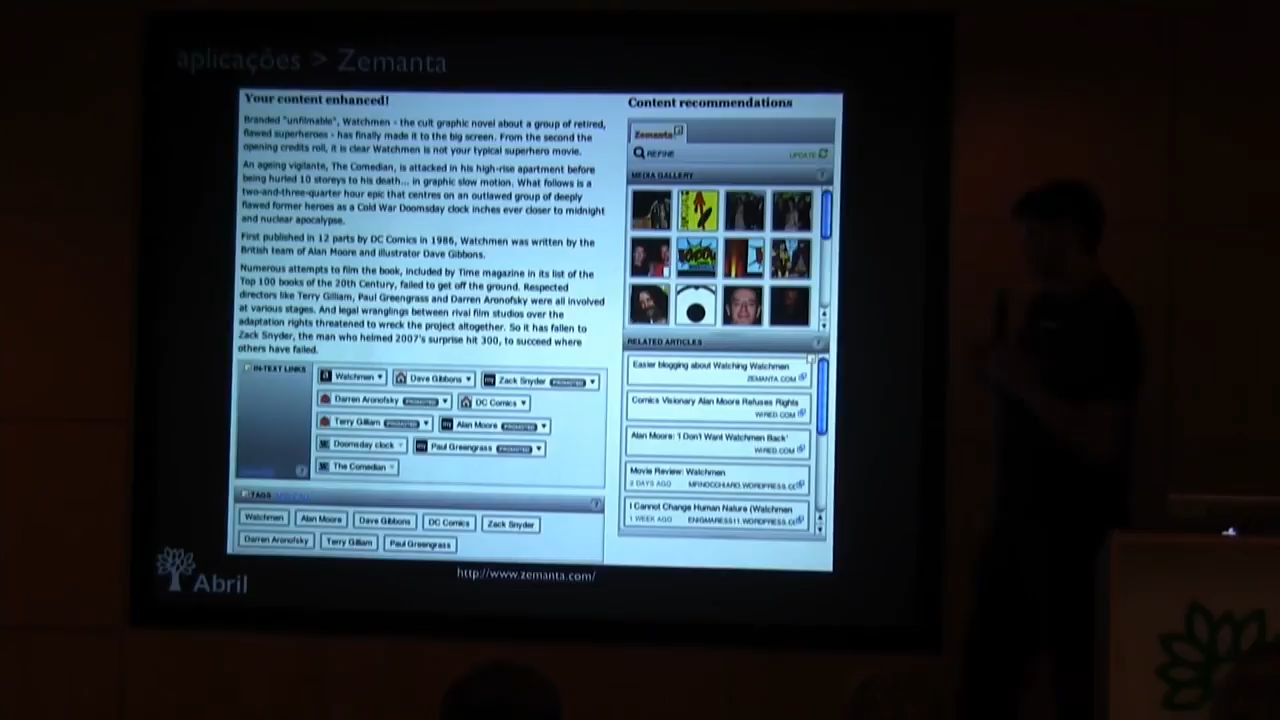 aplicações > Zemanta
Your content enhanced!
Branded "unfilmable", Watchmen - the cult graphic novel about a group of retired,
flawed superheroes - has finally made it to the big screen. From the second the
opening credits roll, it is clear Watchmen is not your typical superhero movie.
An ageing vigilante, The Comedian, is attacked in his high-rise apartment before
being hurled 10 storeys to his death... in graphic slow motion. What follows is a
two-and-three-quarter hour epic that centres on an outlawed group of deeply
flawed former heroes as a Cold War Doomsday clock inches ever closer to midnight
and nuclear apocalypse.
First published in 12 parts by DC Comics in 1986, Watchmen was written by the
British team of Alan Moore and illustrator Dave Gibbons.
Numerous attempts to film the book, included by Time magazine in its list of the
Top 100 books of the 20th Century, failed to get off the ground. Respected
directors like Terry Gilliam, Paul Greengrass and Darren Aronofsky were all involved
at various stages. And legal wranglings between rival film studios over the
adaptation rights threatened to wreck the project altogether. So it has fallen to
Zack Snyder, the man who helmed 2007's surprise hit 300, to succeed where
others have failed.
IN-TEXT LINKS
Watchmen
Dave Gibbons
Zack Snyder PROMOTED
Darren Aronofsky PROMOTED
DC Comics
Terry Gilliam PROMOTED
Alan Moore PROMOTED
Doomsday clock
Paul Greengrass PROMOTED
The Comedian
TAGS
Watchmen
Alan Moore
Dave Gibbons
DC Comics
Zack Snyder
Darren Aronofsky
Terry Gilliam
Paul Greengrass
Content recommendations
Zemanta
REFINE
UPDATE
MEDIA GALLERY
RELATED ARTICLES
Easier blogging about Watching Watchmen
ZEMANTA.COM
Comics Visionary Alan Moore Refuses Rights
WIRED.COM
Alan Moore: 'I Don't Want Watchmen Back'
WIRED.COM
Movie Review: Watchmen
2 DAYS AGO
I Cannot Change Human Nature (Watchmen
1 WEEK AGO
ENIGMARESS11.WORDPRESS.CO
Abril
http://www.zemanta.com/